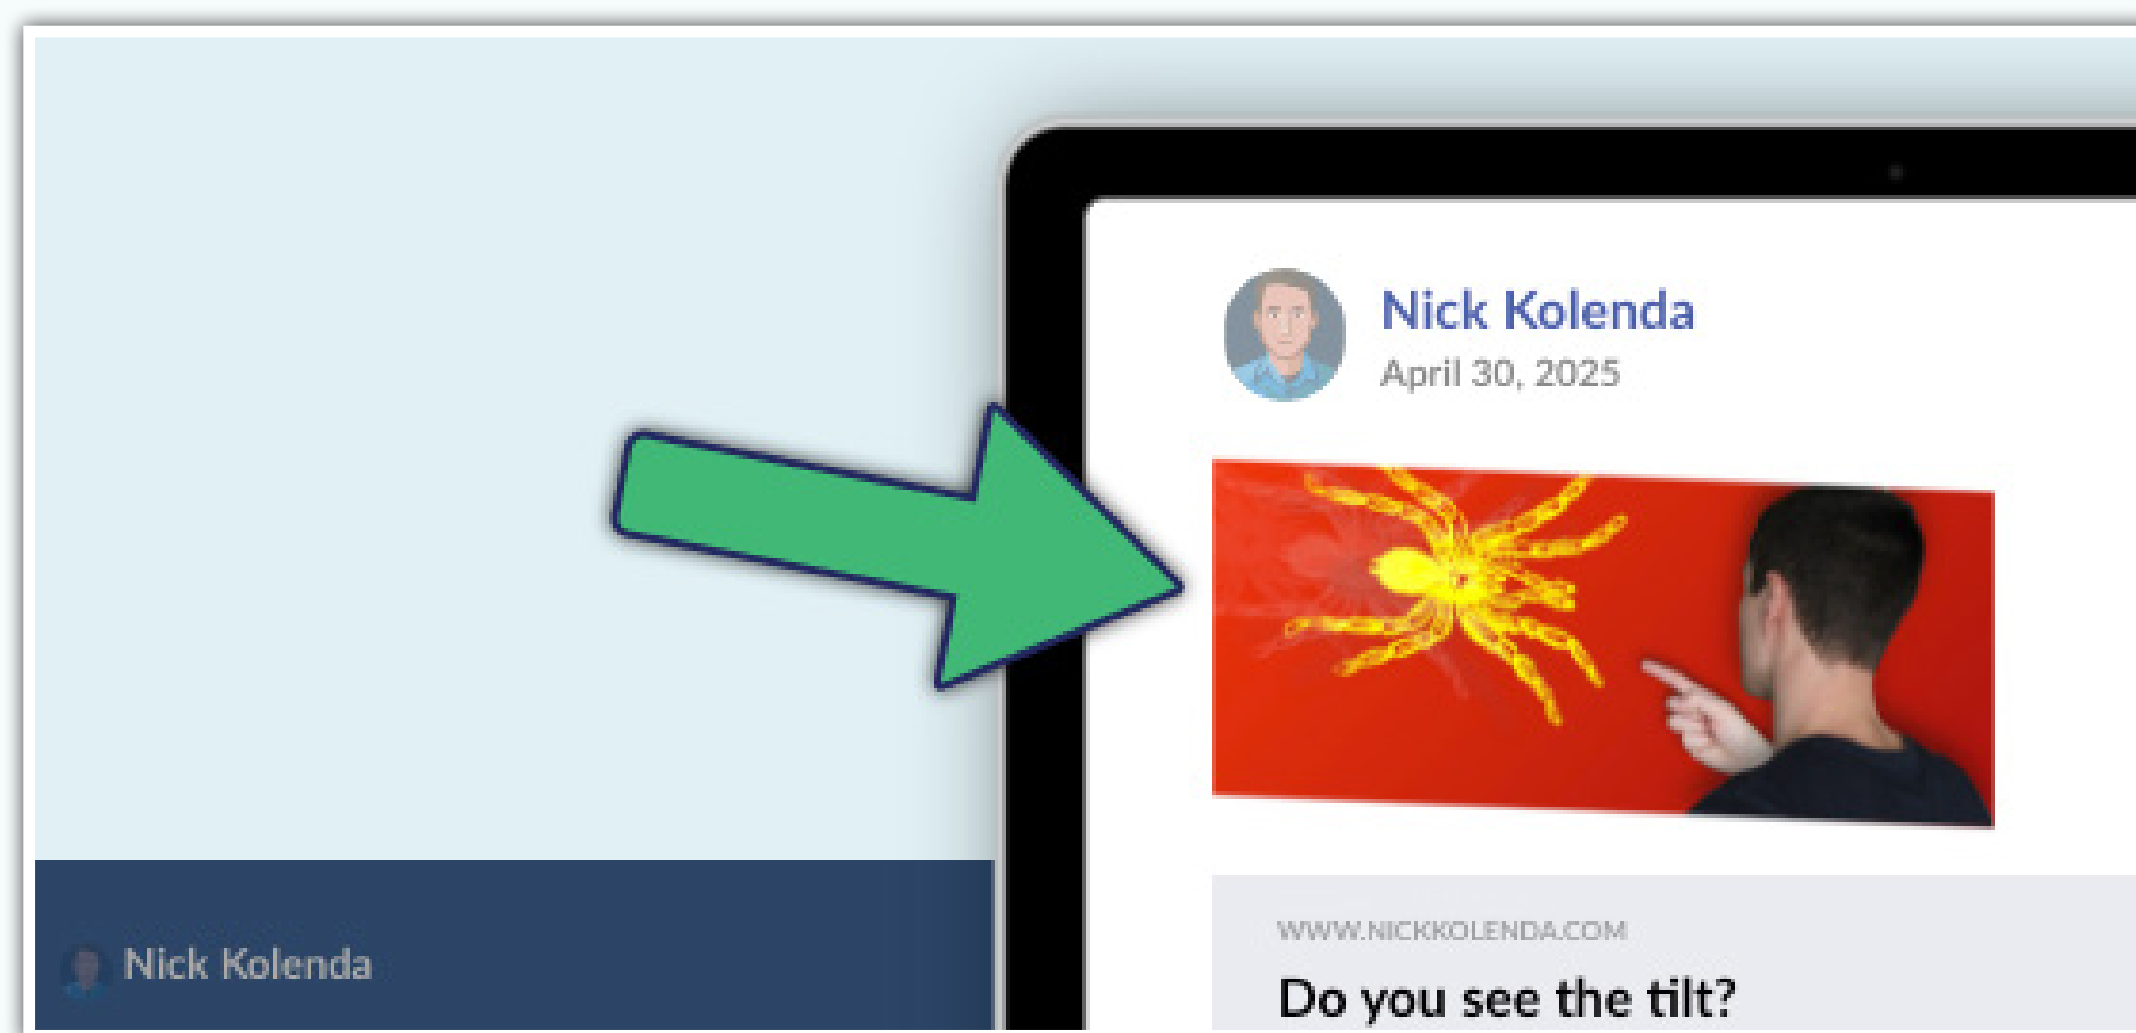 Nick Kolenda
April 30, 2025
WWW.NICKKOLENDA.COM
Do you see the tilt?
Nick Kolenda